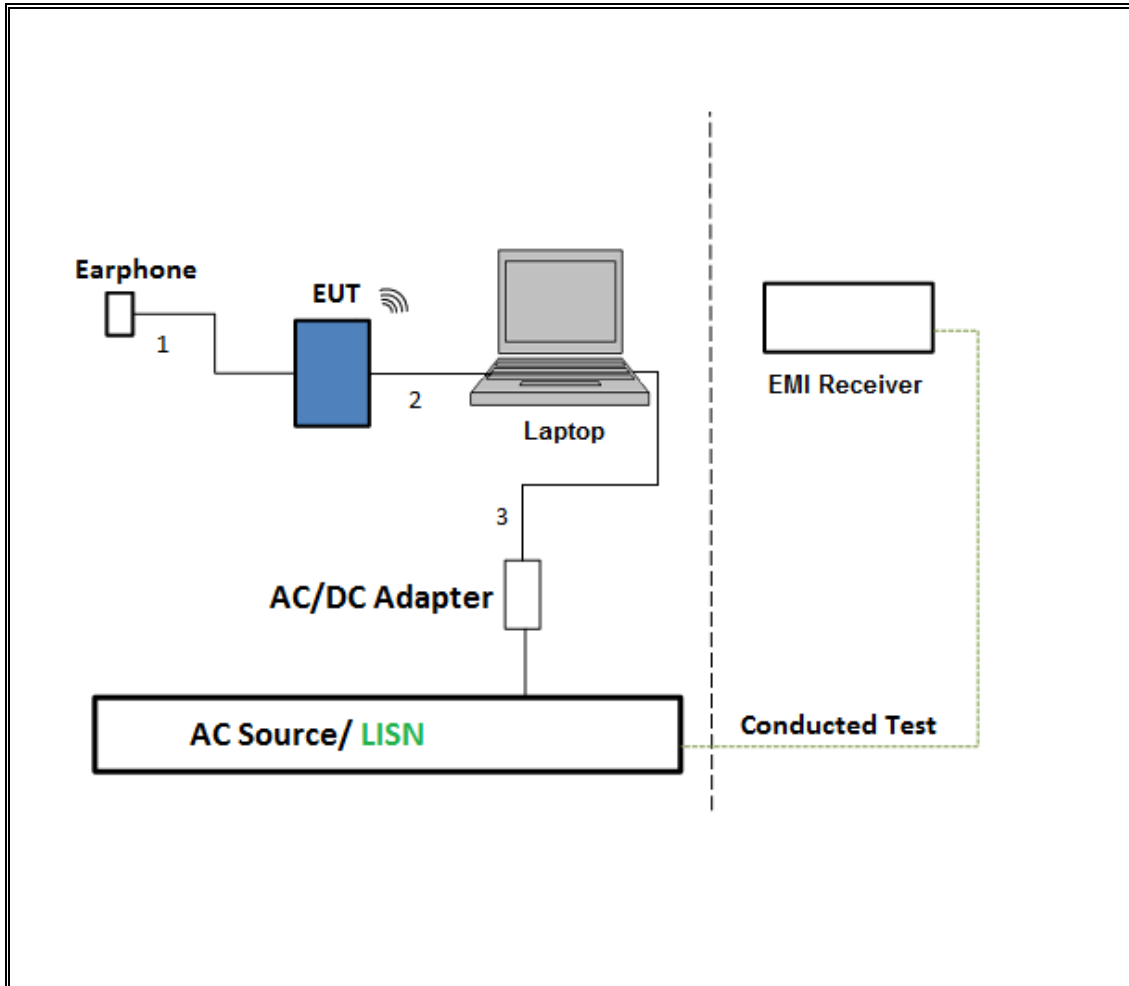 Earphone
EUT
1
2
Laptop
EMI Receiver
3
AC/DC Adapter
AC Source/ LISN
Conducted Test